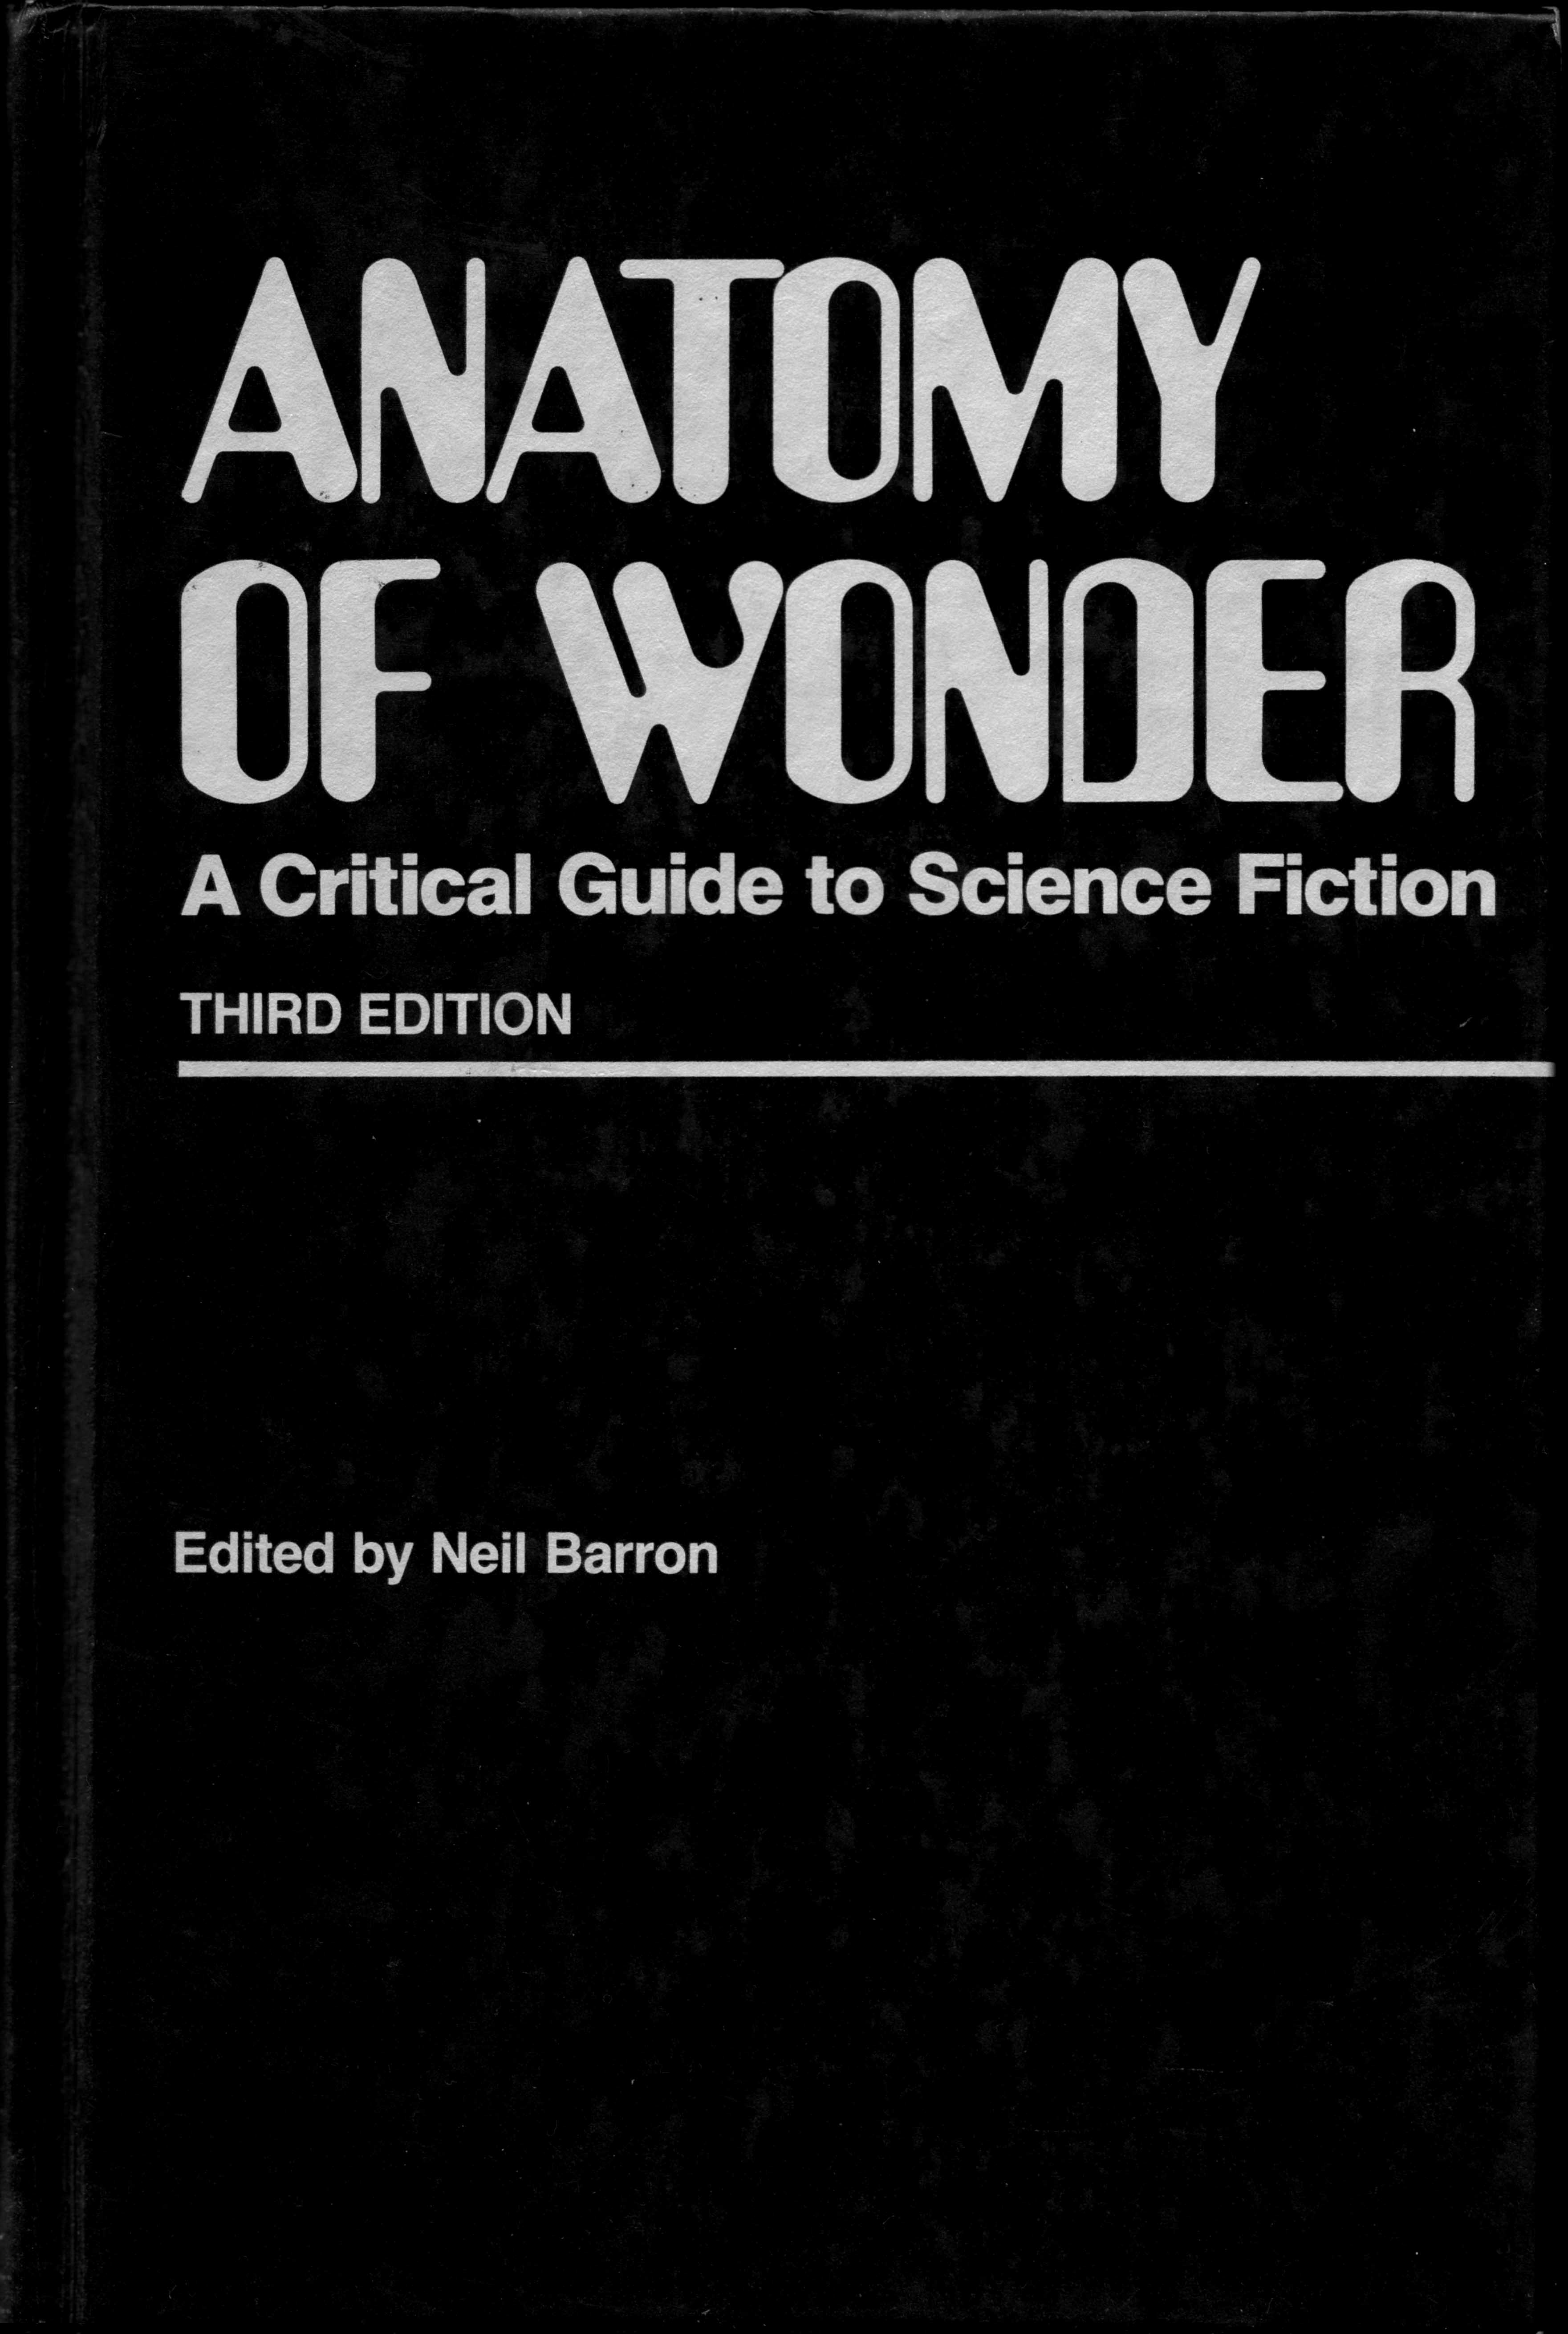 ANATOMY
OF WONDER
A Critical Guide to Science Fiction
THIRD EDITION
Edited by Neil Barron